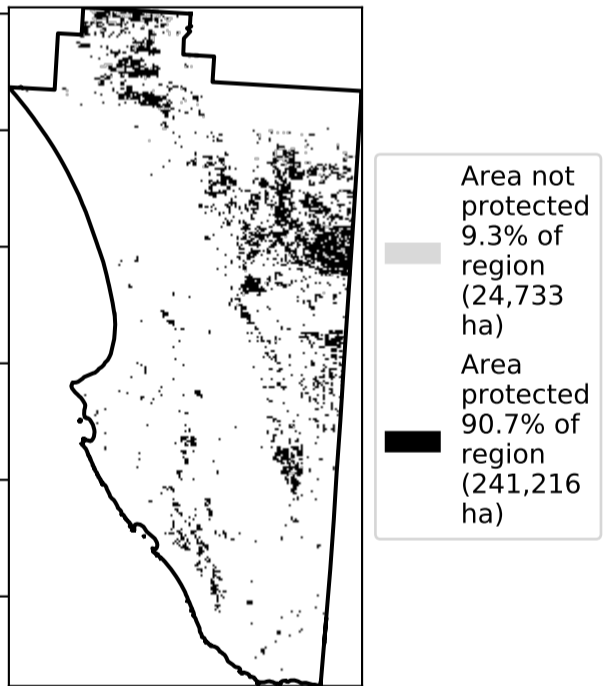 Area not
protected
9.3% of
region
(24,733
ha)
Area
protected
90.7% of
region
(241,216
ha)